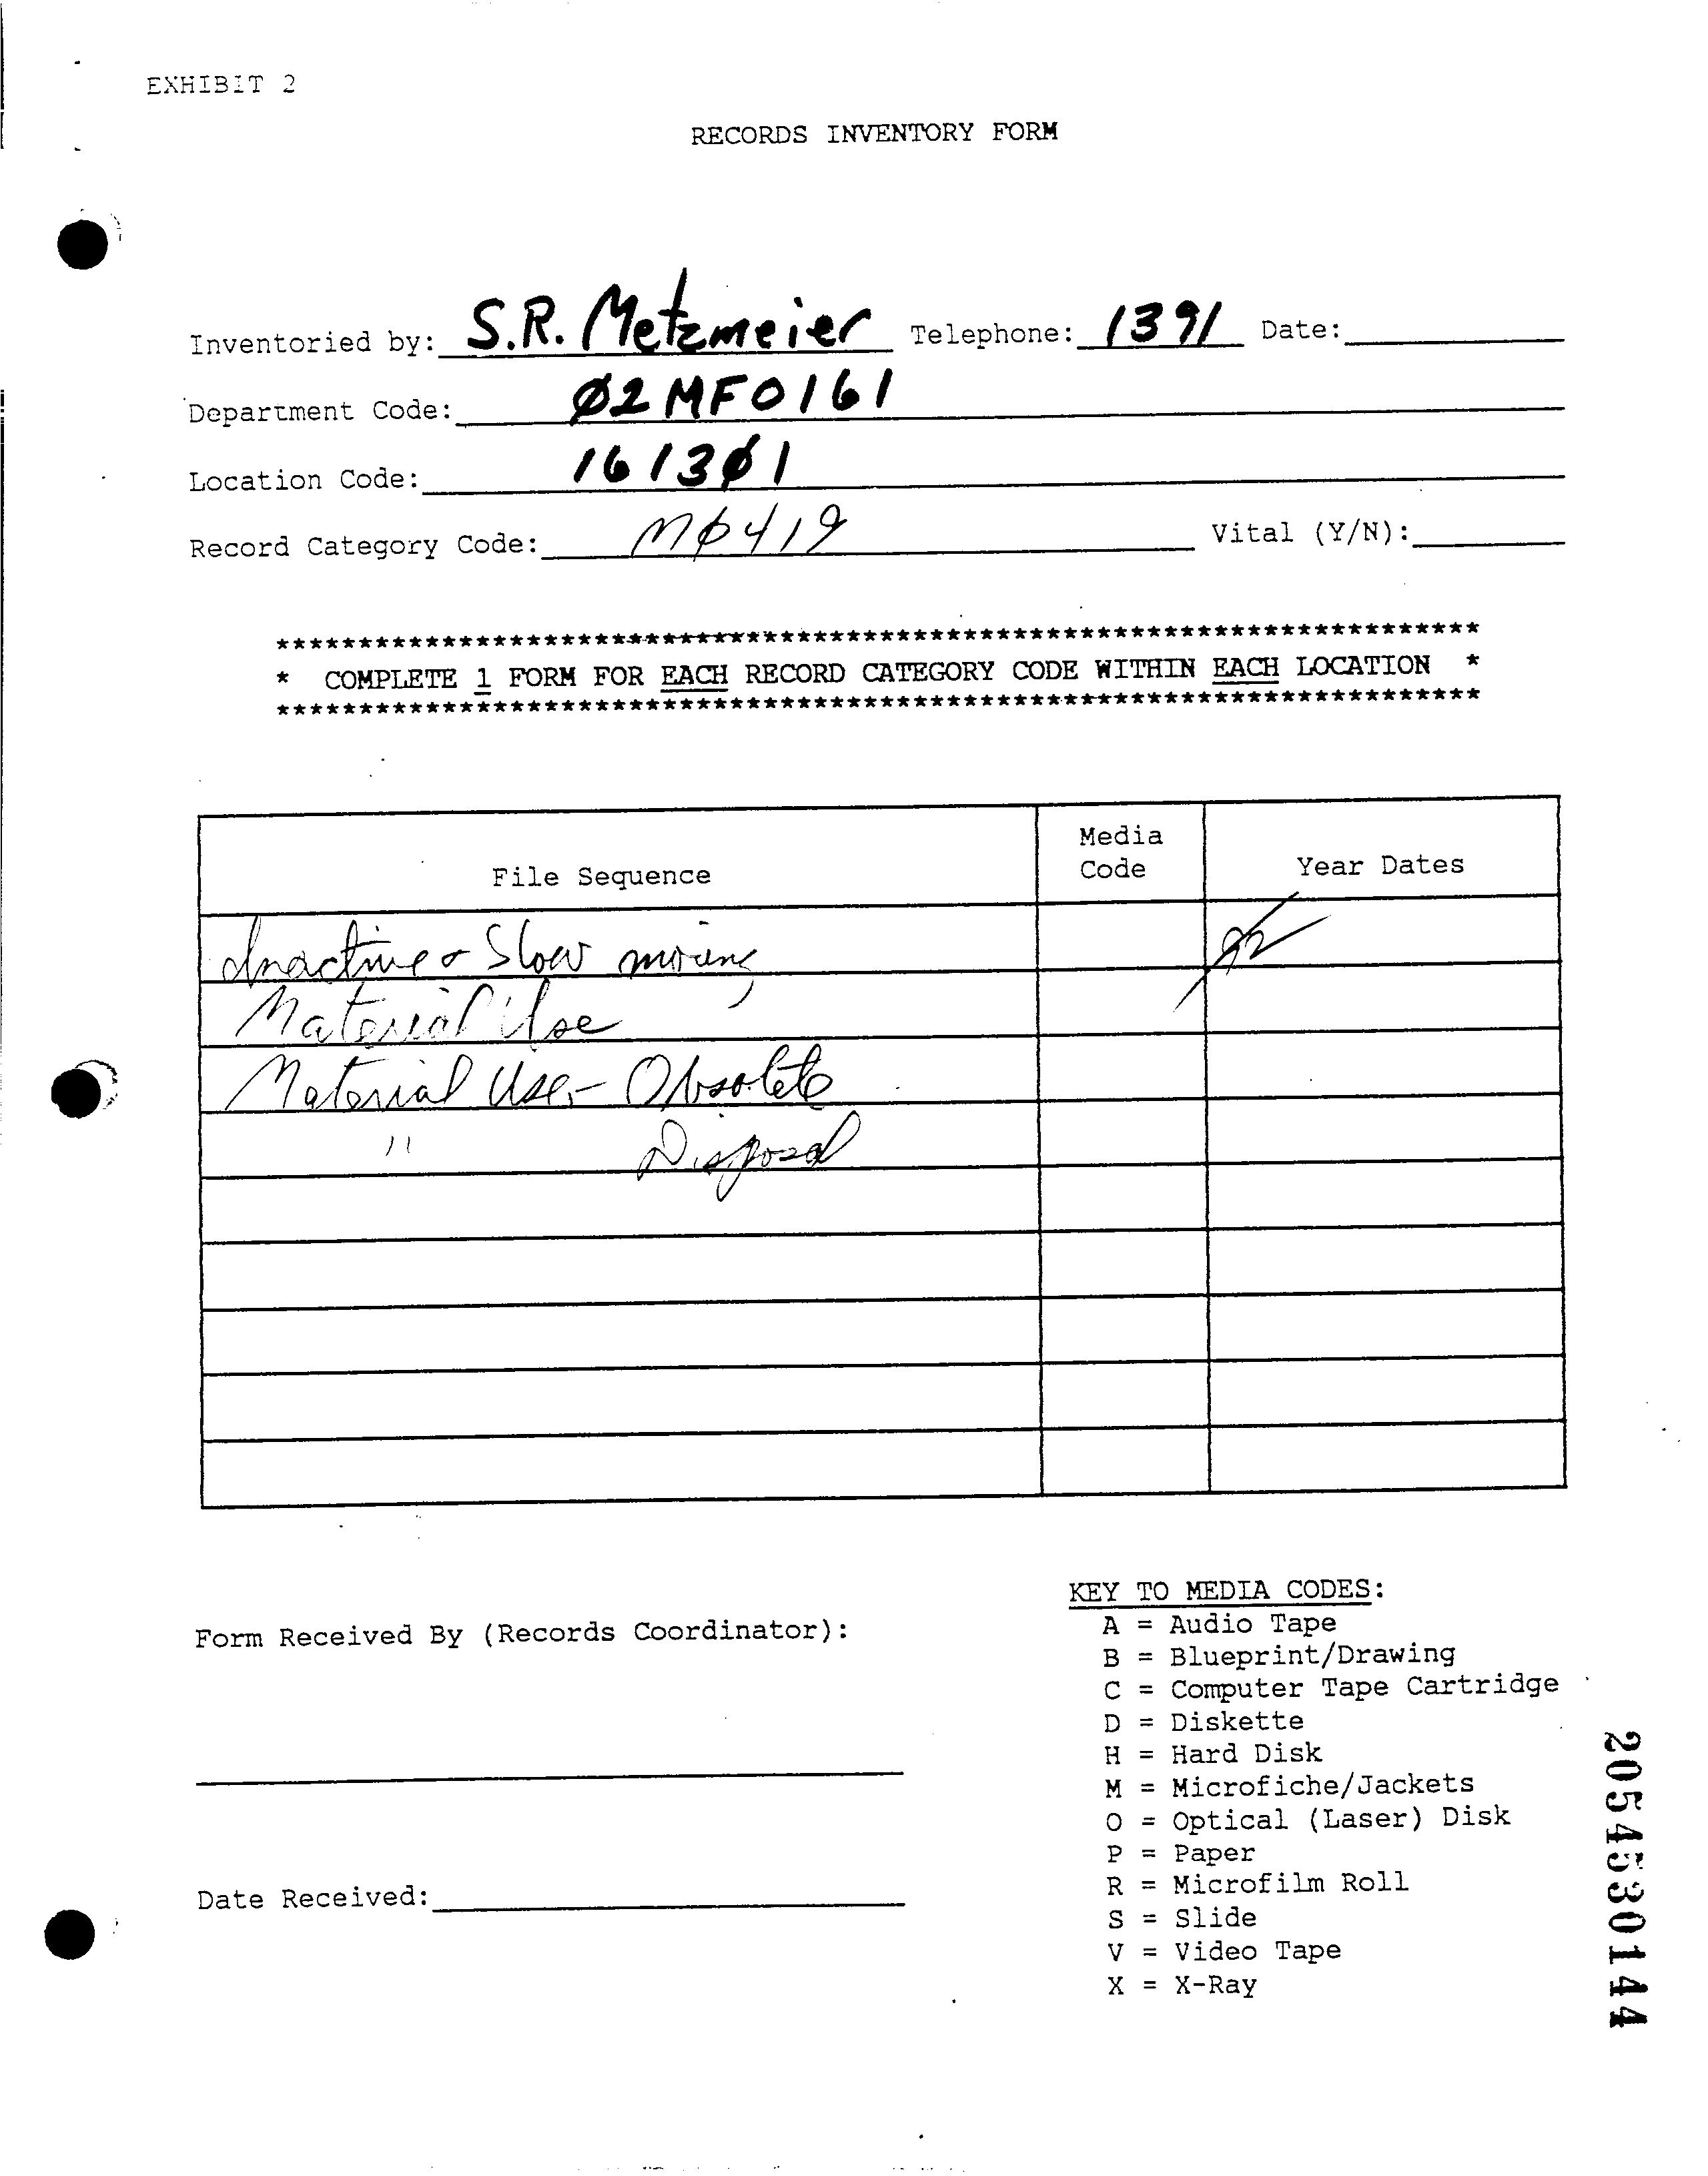 EXHIBIT 2
RECORDS INVENTORY FORM
Inventoried by: S.R. Metzmeier Telephone: 1391 Date:
Department Code: Ø2MF0161
Location Code: 1613Ø1
Record Category Code: MØ419 Vital (Y/N):
************************************************************************
* COMPLETE 1 FORM FOR EACH RECORD CATEGORY CODE WITHIN EACH LOCATION *
************************************************************************
Media
File Sequence Code Year Dates
Inactive & Slow moving
Material Use
Material Use - Obsolete
" Disposal
KEY TO MEDIA CODES:
Form Received By (Records Coordinator): A = Audio Tape
B = Blueprint/Drawing
C = Computer Tape Cartridge
D = Diskette
H = Hard Disk
M = Microfiche/Jackets
O = Optical (Laser) Disk
P = Paper
Date Received: R = Microfilm Roll
S = Slide
V = Video Tape
X = X-Ray
2054530144